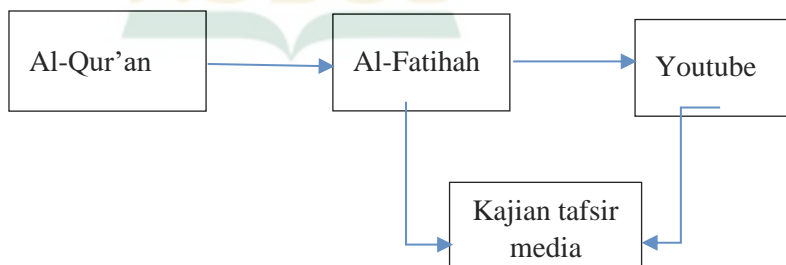 Al-Qur’an
Al-Fatihah
Youtube
Kajian tafsir
media